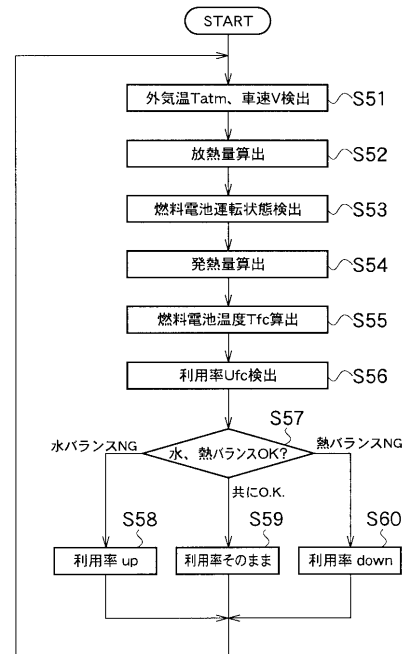 START
外気温Tatm、車速V検出 S51
放熱量算出 S52
燃料電池運転状態検出 S53
発熱量算出 S54
燃料電池温度Tfc算出 S55
利用率Ufc検出 S56
S57
水バランスNG 水、熱バランスOK? 熱バランスNG
共にO.K.
S58 S59 S60
利用率 up 利用率そのまま 利用率 down